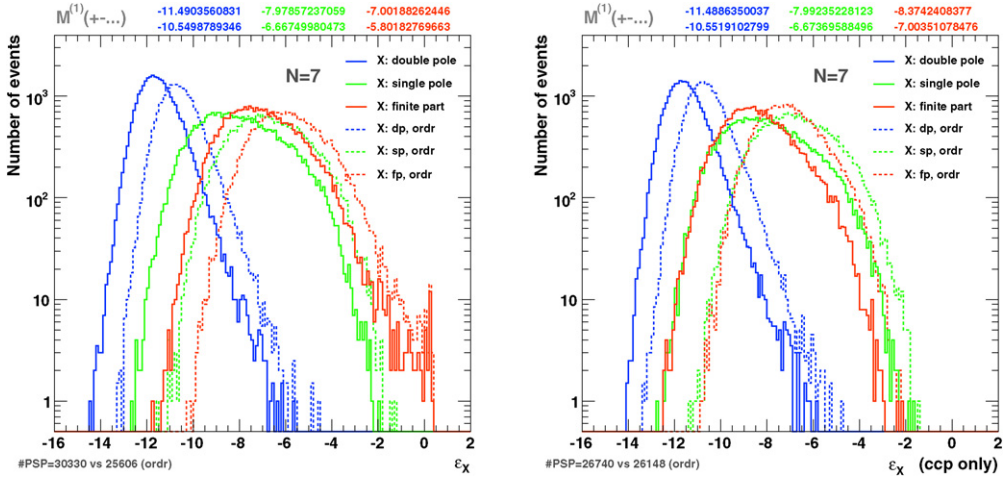 M(1)(+-...)
-11.4903560831 -7.97857237059 -7.00188262446
-10.5498789346 -6.66749980473 -5.80182769663
Number of events
N=7
X: double pole
X: single pole
X: finite part
X: dp, ordr
X: sp, ordr
X: fp, ordr
10³
10²
10
1
-16 -14 -12 -10 -8 -6 -4 -2 0 2
#PSP=30330 vs 25606 (ordr)
εX
M(1)(+-...)
-11.4886350037 -7.99235228123 -8.3742408377
-10.5519102799 -6.67369588496 -7.00351078476
Number of events
N=7
X: double pole
X: single pole
X: finite part
X: dp, ordr
X: sp, ordr
X: fp, ordr
10³
10²
10
1
-16 -14 -12 -10 -8 -6 -4 -2 0 2
#PSP=26740 vs 26148 (ordr)
εX (ccp only)